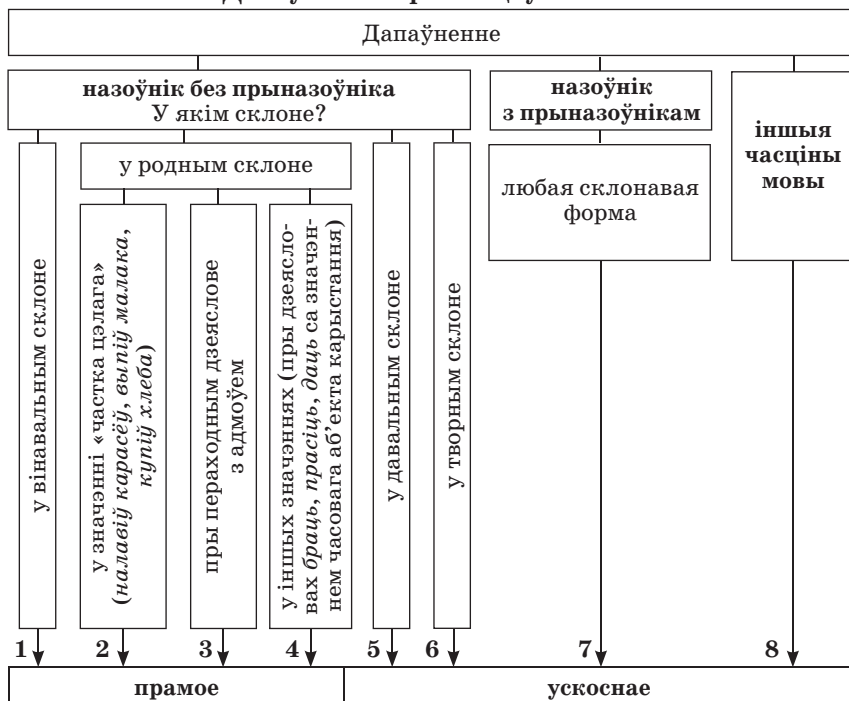 Дапаўненне
назоўнік без прыназоўніка
У якім склоне?
назоўнік
з прыназоўнікам
іншыя
часціны
мовы
у родным склоне
любая склонавая
форма
у вінавальным склоне
у значэнні «частка цэлага»
(налавіў карасёў, выпіў малака,
купіў хлеба)
пры пераходным дзеяслове
з адмоўем
у іншых значэннях (пры дзеясло-
вах браць, прасіць, даць са значэн-
нем часовага аб’екта карыстання)
у давальным склоне
у творным склоне
1 2 3 4 5 6 7 8
прамое
ускоснае